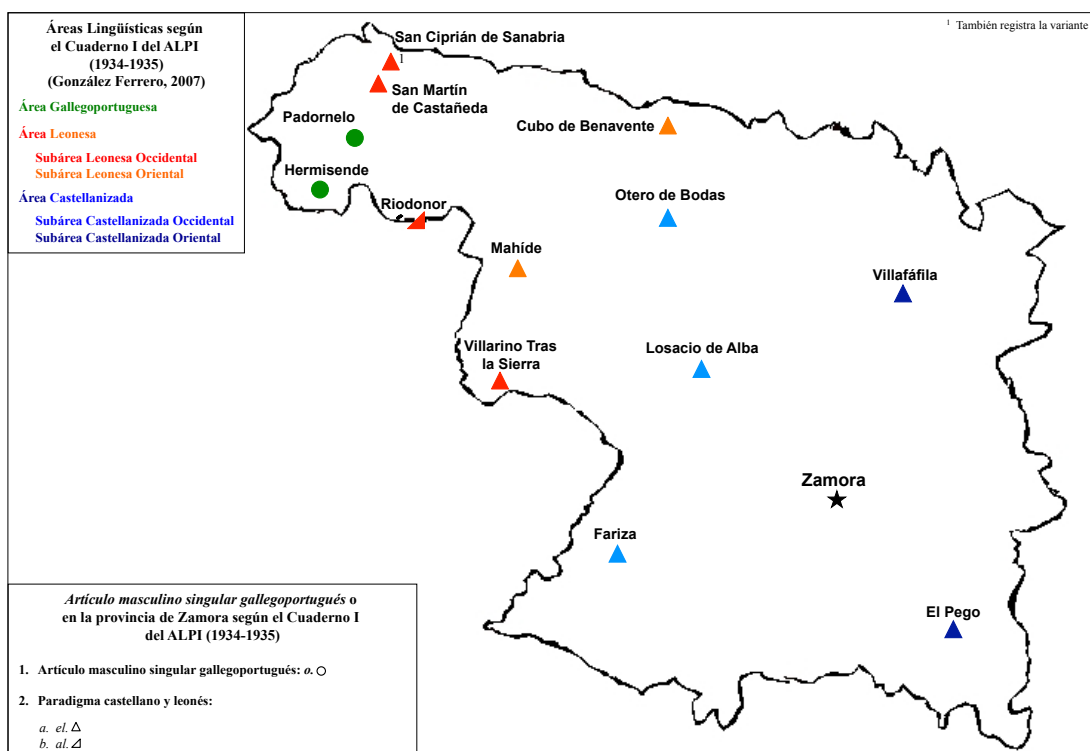 Áreas Lingüísticas según
el Cuaderno I del ALPI
(1934-1935)
(González Ferrero, 2007)
Área Gallegoportuguesa
Área Leonesa
Subárea Leonesa Occidental
Subárea Leonesa Oriental
Área Castellanizada
Subárea Castellanizada Occidental
Subárea Castellanizada Oriental
1 También registra la variante
San Ciprián de Sanabria
1
San Martín
de Castañeda
Padornelo
Cubo de Benavente
Hermisende
Riodonor
Otero de Bodas
Mahíde
Villafáfila
Villarino Tras
la Sierra
Losacio de Alba
Zamora
Fariza
El Pego
Artículo masculino singular gallegoportugués o
en la provincia de Zamora según el Cuaderno I
del ALPI (1934-1935)
1. Artículo masculino singular gallegoportugués: o.
2. Paradigma castellano y leonés:
a. el.
b. al.